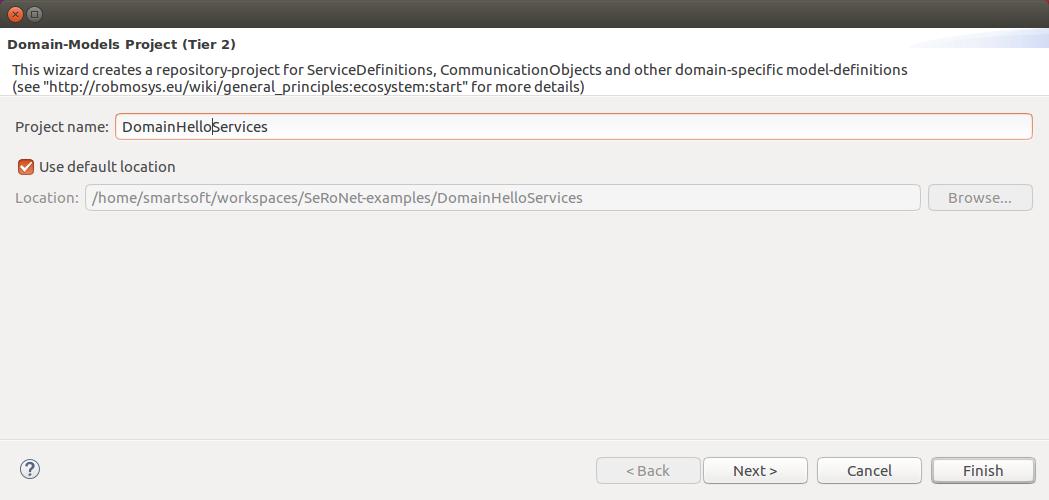 Domain-Models Project (Tier 2)
This wizard creates a repository-project for ServiceDefinitions, CommunicationObjects and other domain-specific model-definitions
(see "http://robmosys.eu/wiki/general_principles:ecosystem:start" for more details)
Project name: DomainHelloServices
Use default location
Location: /home/smartsoft/workspaces/SeRoNet-examples/DomainHelloServices Browse...
? < Back Next > Cancel Finish